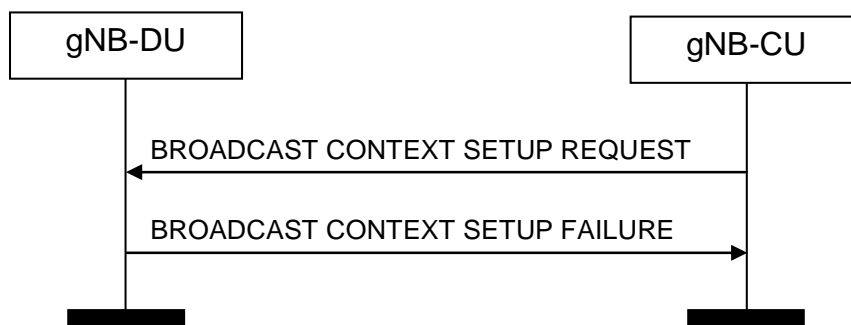 gNB-DU
gNB-CU
BROADCAST CONTEXT SETUP REQUEST
BROADCAST CONTEXT SETUP FAILURE